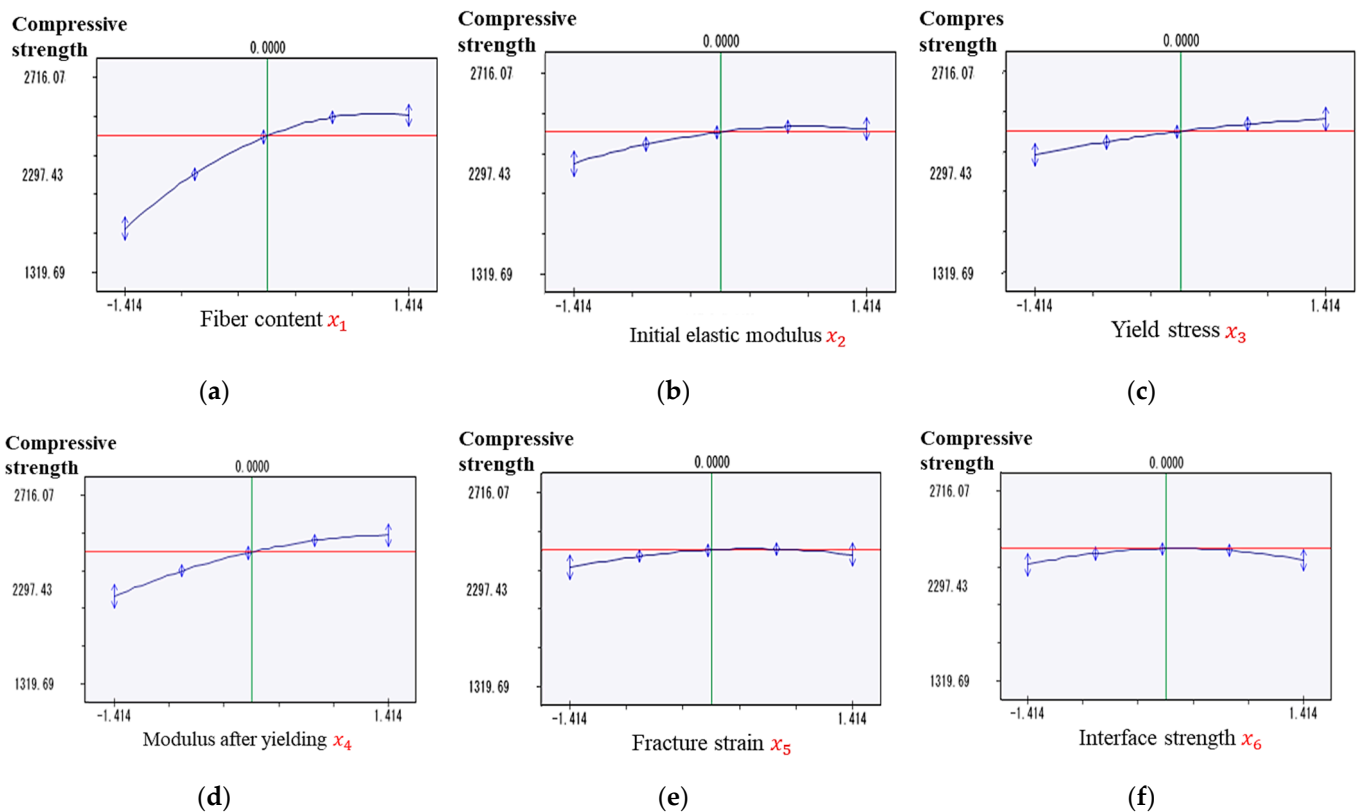 Compressive
strength
0.0000
2716.07
2297.43
1319.69
-1.414
1.414
Fiber content x₁
(a)
Compressive
strength
0.0000
2716.07
2297.43
1319.69
-1.414
1.414
Initial elastic modulus x₂
(b)
Compres
strength
0.0000
2716.07
2297.43
1319.69
-1.414
1.414
Yield stress x₃
(c)
Compressive
strength
0.0000
2716.07
2297.43
1319.69
-1.414
1.414
Modulus after yielding x₄
(d)
Compressive
strength
0.0000
2716.07
2297.43
1319.69
-1.414
1.414
Fracture strain x₅
(e)
Compressive
strength
0.0000
2716.07
2297.43
1319.69
-1.414
1.414
Interface strength x₆
(f)